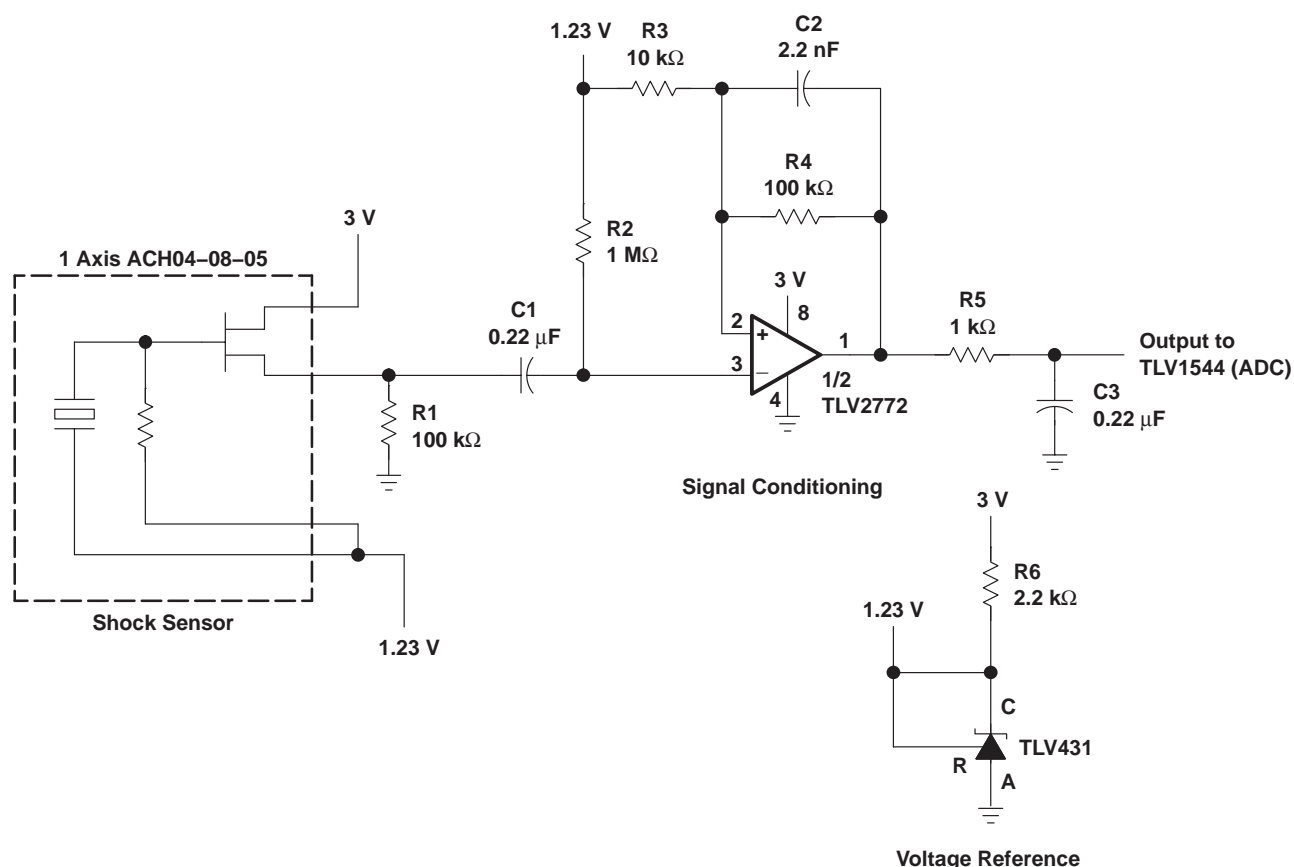 1.23 V
R3
10 kΩ
C2
2.2 nF
R4
100 kΩ
3 V
R2
1 MΩ
1 Axis ACH04–08–05
3 V
8
C1
0.22 μF
2
+
1
R5
1 kΩ
Output to
TLV1544 (ADC)
3
–
4
1/2
TLV2772
R1
100 kΩ
C3
0.22 μF
Signal Conditioning
3 V
R6
2.2 kΩ
1.23 V
Shock Sensor
1.23 V
C
TLV431
R
A
Voltage Reference